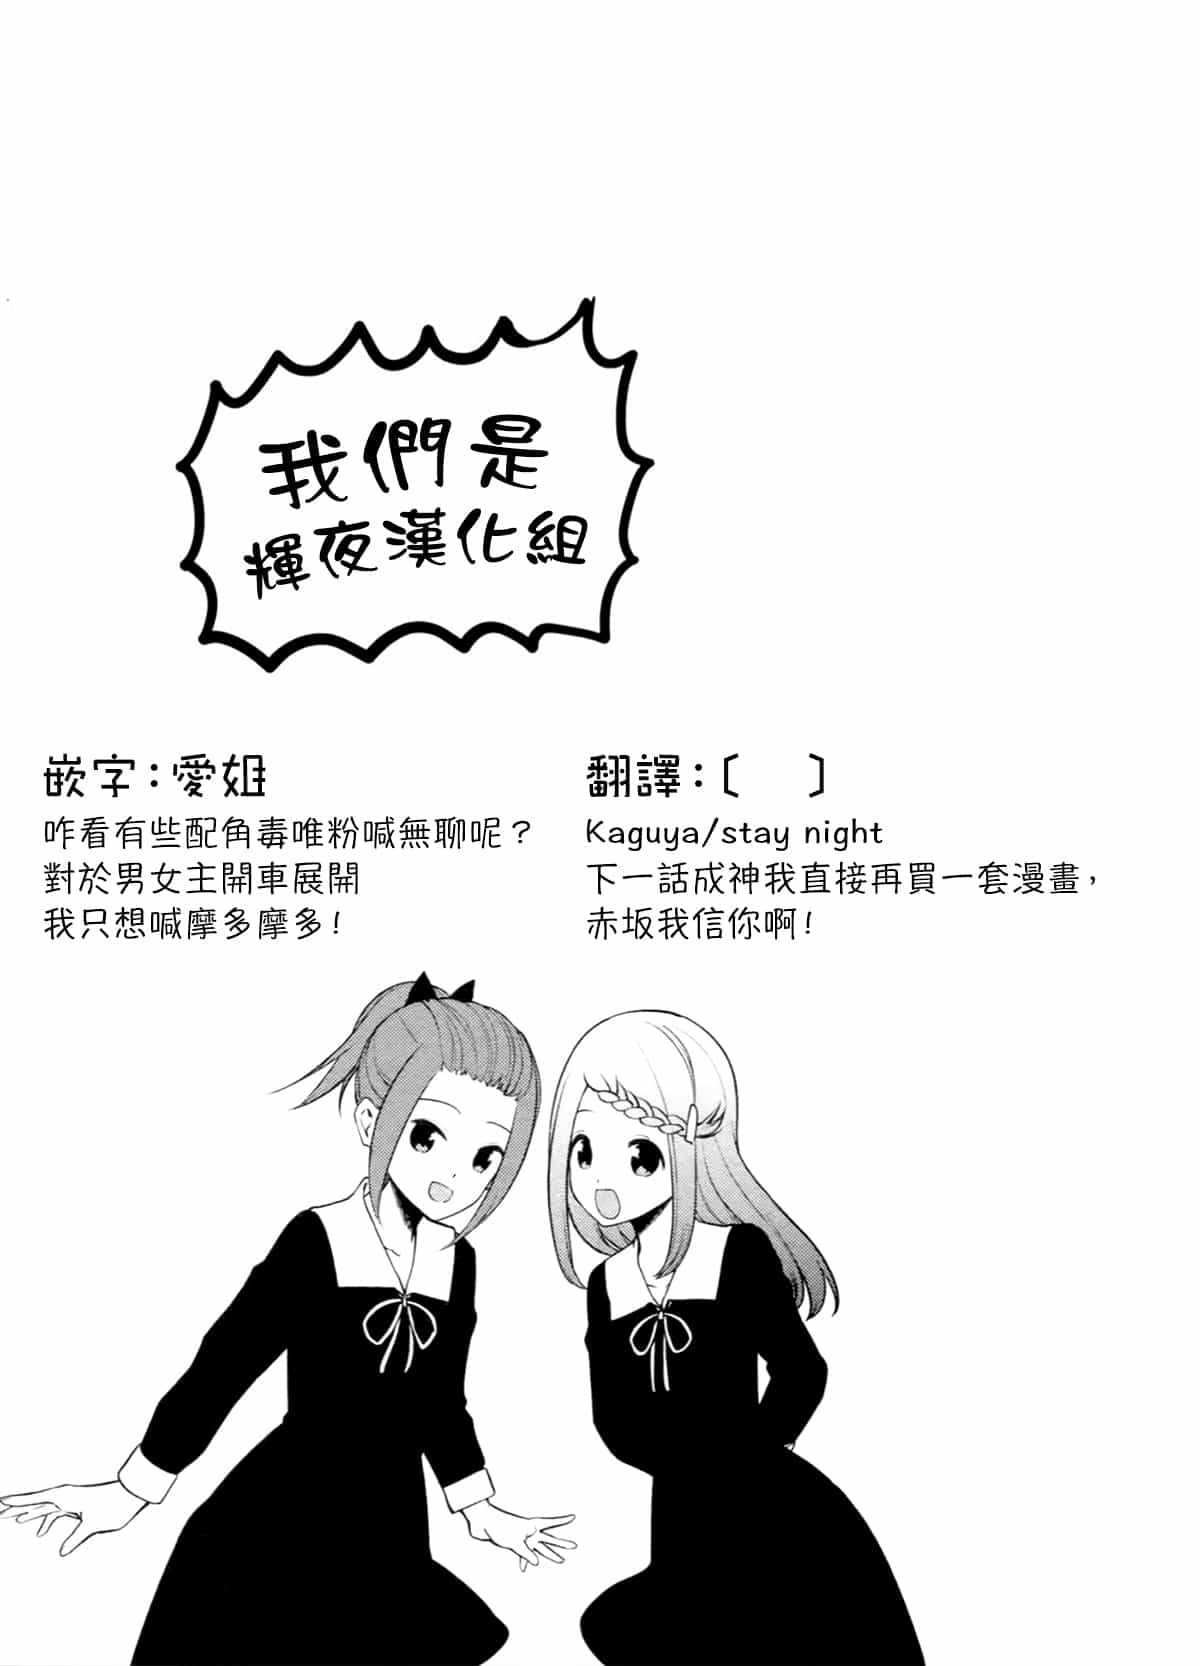 我們是
輝夜漢化組
嵌字：愛姐
咋看有些配角毒唯粉喊無聊呢？
對於男女主開車展開
我只想喊摩多摩多！
翻譯：〔　〕
Kaguya/stay night
下一話成神我直接再買一套漫畫，
赤坂我信你啊！